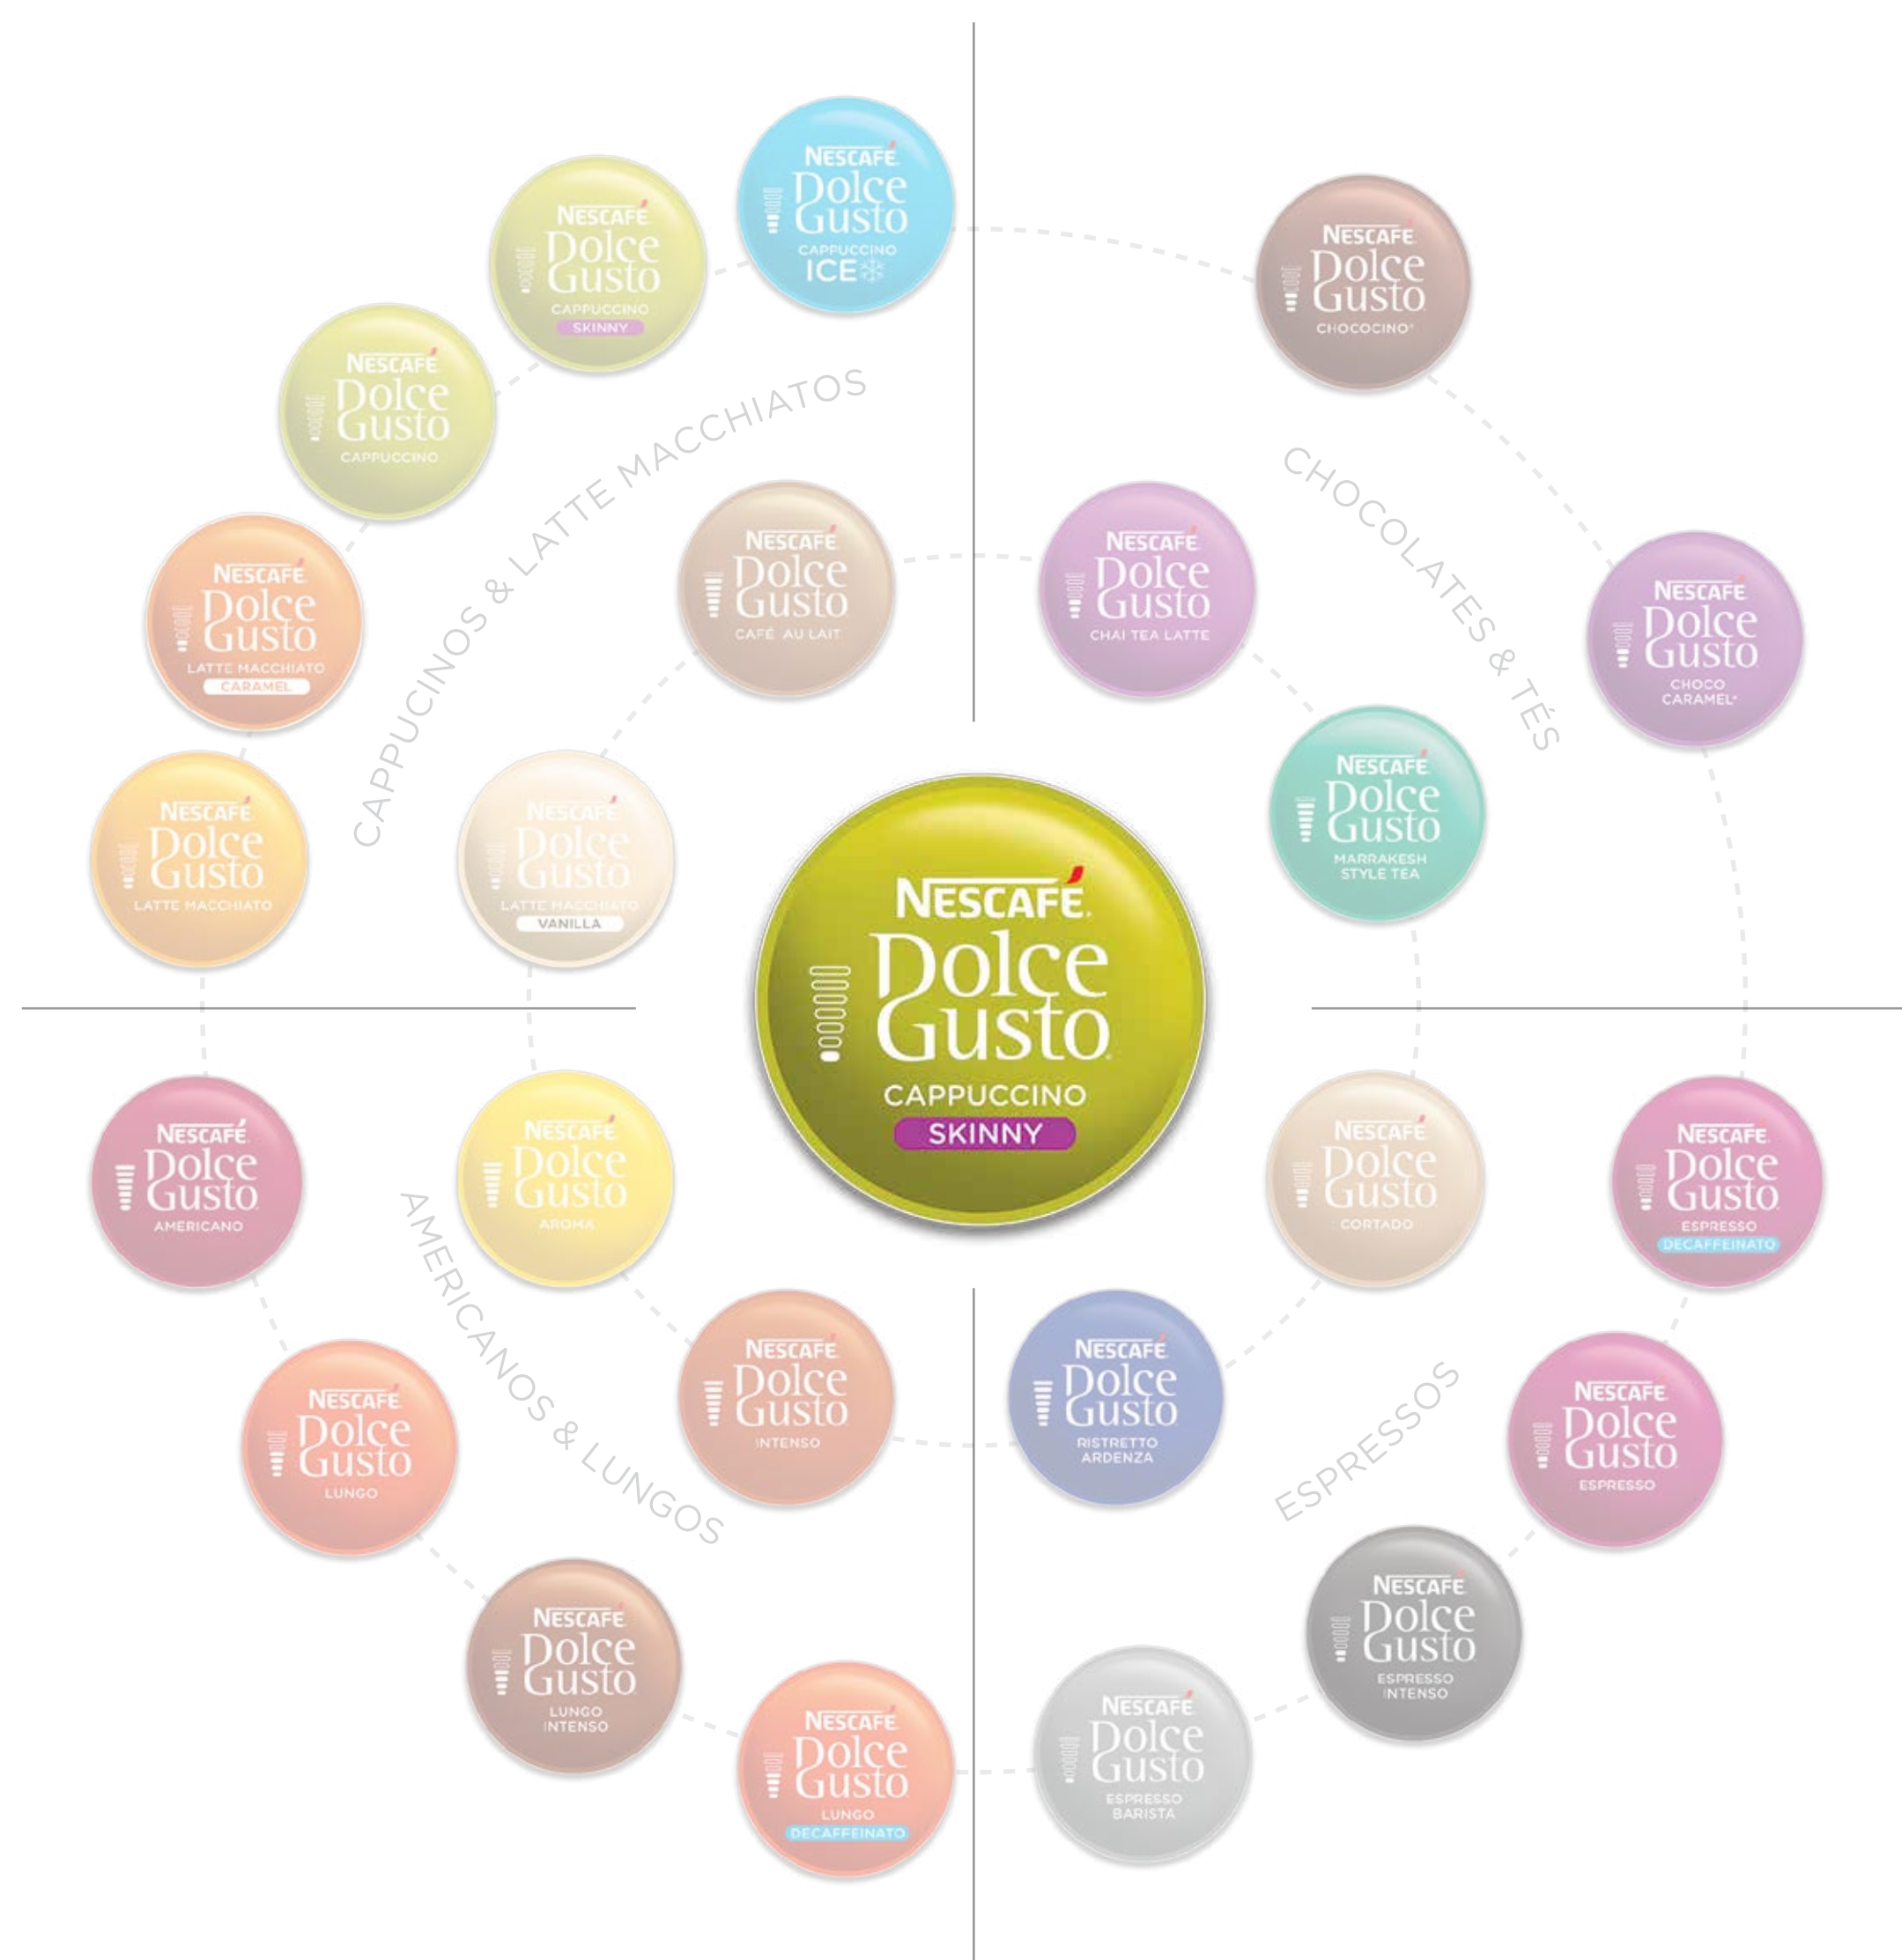 NESCAFÉ
Dolce
Gusto
CAPPUCCINO
ICE
NESCAFÉ
Dolce
Gusto
CAPPUCCINO
SKINNY
NESCAFÉ
Dolce
Gusto
CAPPUCCINO
NESCAFÉ
Dolce
Gusto
LATTE MACCHIATO
CARAMEL
NESCAFÉ
Dolce
Gusto
LATTE MACCHIATO
CAPPUCINOS & LATTE MACCHIATOS
NESCAFÉ
Dolce
Gusto
CAFÉ AU LAIT
NESCAFÉ
Dolce
Gusto
LATTE MACCHIATO
VANILLA
NESCAFÉ
Dolce
Gusto
CHOCOCINO*
NESCAFÉ
Dolce
Gusto
CHOCO
CARAMEL*
CHOCOLATES & TÉS
NESCAFÉ
Dolce
Gusto
CHAI TEA LATTE
NESCAFÉ
Dolce
Gusto
MARRAKESH
STYLE TEA
NESCAFÉ
Dolce
Gusto
CAPPUCCINO
SKINNY
NESCAFÉ
Dolce
Gusto
AMERICANO
NESCAFÉ
Dolce
Gusto
AROMA
AMERICANOS & LUNGOS
NESCAFÉ
Dolce
Gusto
INTENSO
NESCAFÉ
Dolce
Gusto
LUNGO
NESCAFÉ
Dolce
Gusto
LUNGO
INTENSO
NESCAFÉ
Dolce
Gusto
LUNGO
DECAFFEINATO
NESCAFÉ
Dolce
Gusto
CORTADO
NESCAFÉ
Dolce
Gusto
ESPRESSO
DECAFFEINATO
NESCAFÉ
Dolce
Gusto
RISTRETTO
ARDENZA
ESPRESSOS
NESCAFÉ
Dolce
Gusto
ESPRESSO
NESCAFÉ
Dolce
Gusto
ESPRESSO
INTENSO
NESCAFÉ
Dolce
Gusto
ESPRESSO
BARISTA